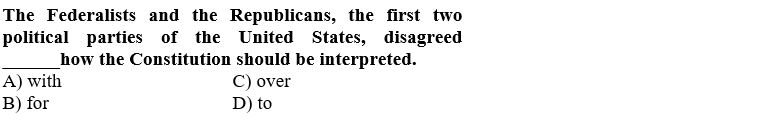 The Federalists and the Republicans, the first two
political parties of the United States, disagreed
______how the Constitution should be interpreted.
A) with C) over
B) for D) to